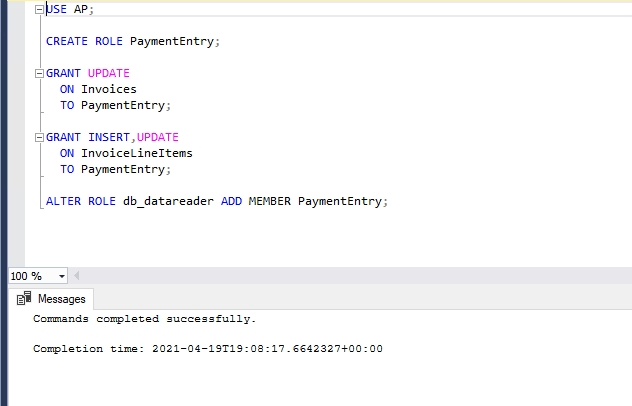 USE AP;
CREATE ROLE PaymentEntry;
GRANT UPDATE
ON Invoices
TO PaymentEntry;
GRANT INSERT,UPDATE
ON InvoiceLineItems
TO PaymentEntry;
ALTER ROLE db_datareader ADD MEMBER PaymentEntry;
100 %
Messages
Commands completed successfully.
Completion time: 2021-04-19T19:08:17.6642327+00:00